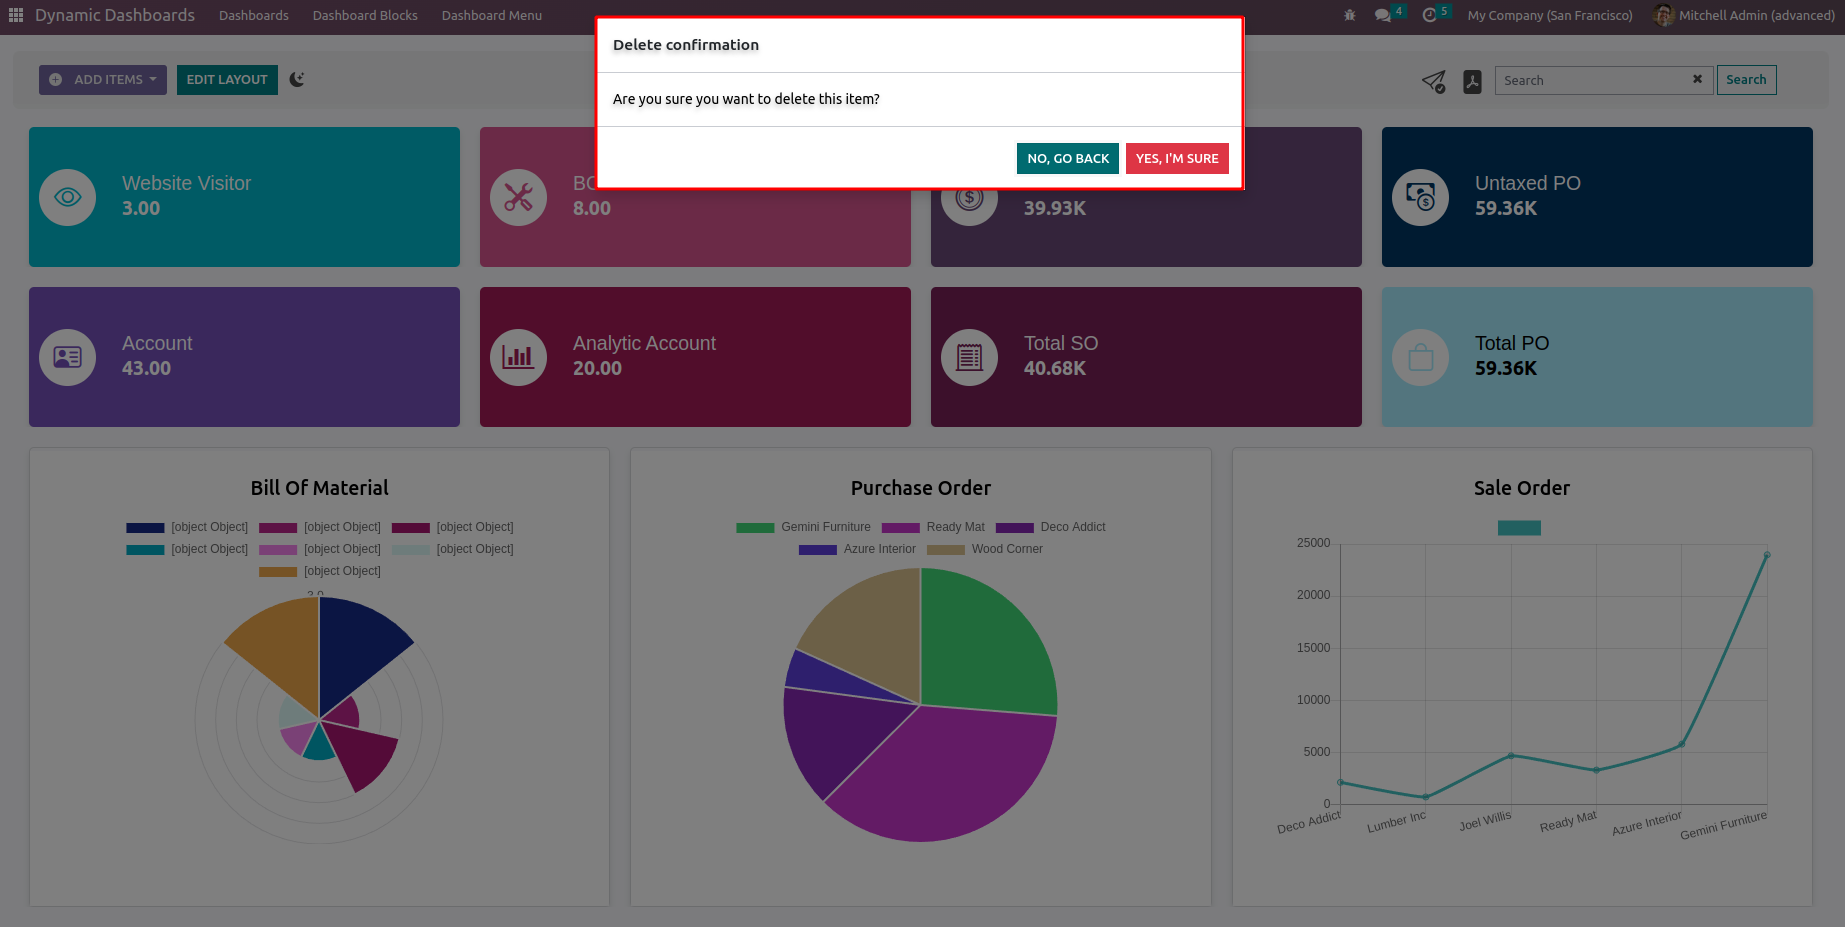 Dynamic Dashboards Dashboards Dashboard Blocks Dashboard Menu 4 5 My Company (San Francisco) Mitchell Admin (advanced)
Delete confirmation
Are you sure you want to delete this item?
NO, GO BACK YES, I'M SURE
ADD ITEMS EDIT LAYOUT Search Search
Website Visitor
3.00
8.00
39.93K
Untaxed PO
59.36K
Account
43.00
Analytic Account
20.00
Total SO
40.68K
Total PO
59.36K
Bill Of Material
[object Object] [object Object] [object Object]
[object Object] [object Object] [object Object]
[object Object]
Purchase Order
Gemini Furniture Ready Mat Deco Addict
Azure Interior Wood Corner
Sale Order
25000
20000
15000
10000
5000
0
Deco Addict Lumber Inc Joel Willis Ready Mat Azure Interior Gemini Furniture